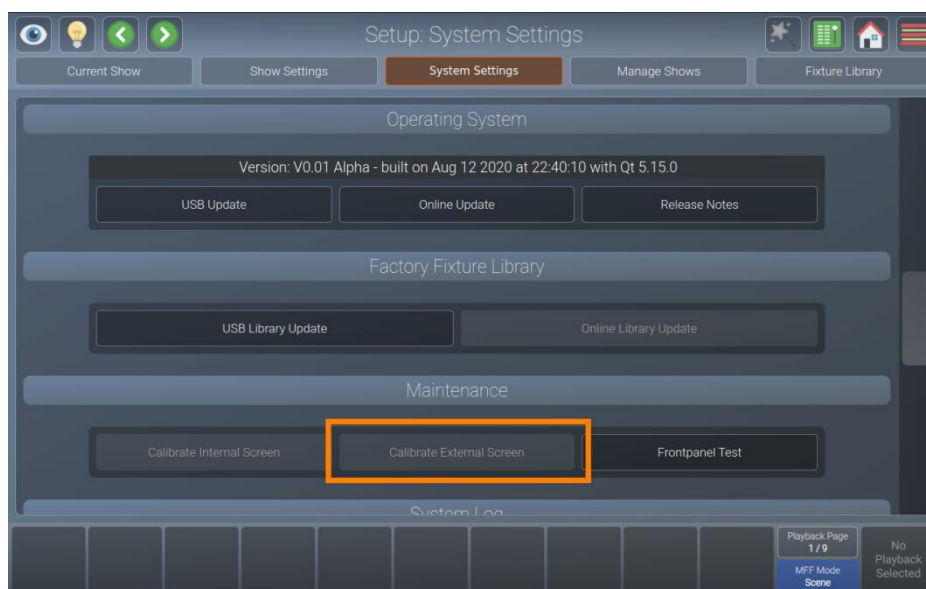 Setup: System Settings
Current Show
Show Settings
System Settings
Manage Shows
Fixture Library
Operating System
Version: V0.01 Alpha - built on Aug 12 2020 at 22:40:10 with Qt 5.15.0
USB Update
Online Update
Release Notes
Factory Fixture Library
USB Library Update
Online Library Update
Maintenance
Calibrate Internal Screen
Calibrate External Screen
Frontpanel Test
System Log
Playback Page
1 / 9
MFF Mode
Scene
No
Playback
Selected